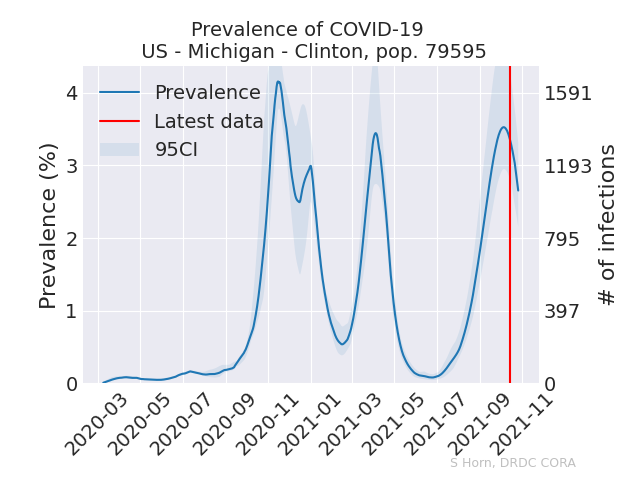 Prevalence of COVID-19
US - Michigan - Clinton, pop. 79595
Prevalence
Latest data
95CI
Prevalence (%)
4
3
2
1
0
1591
1193
795
397
0
# of infections
2020-03
2020-05
2020-07
2020-09
2020-11
2021-01
2021-03
2021-05
2021-07
2021-09
2021-11
S Horn, DRDC CORA